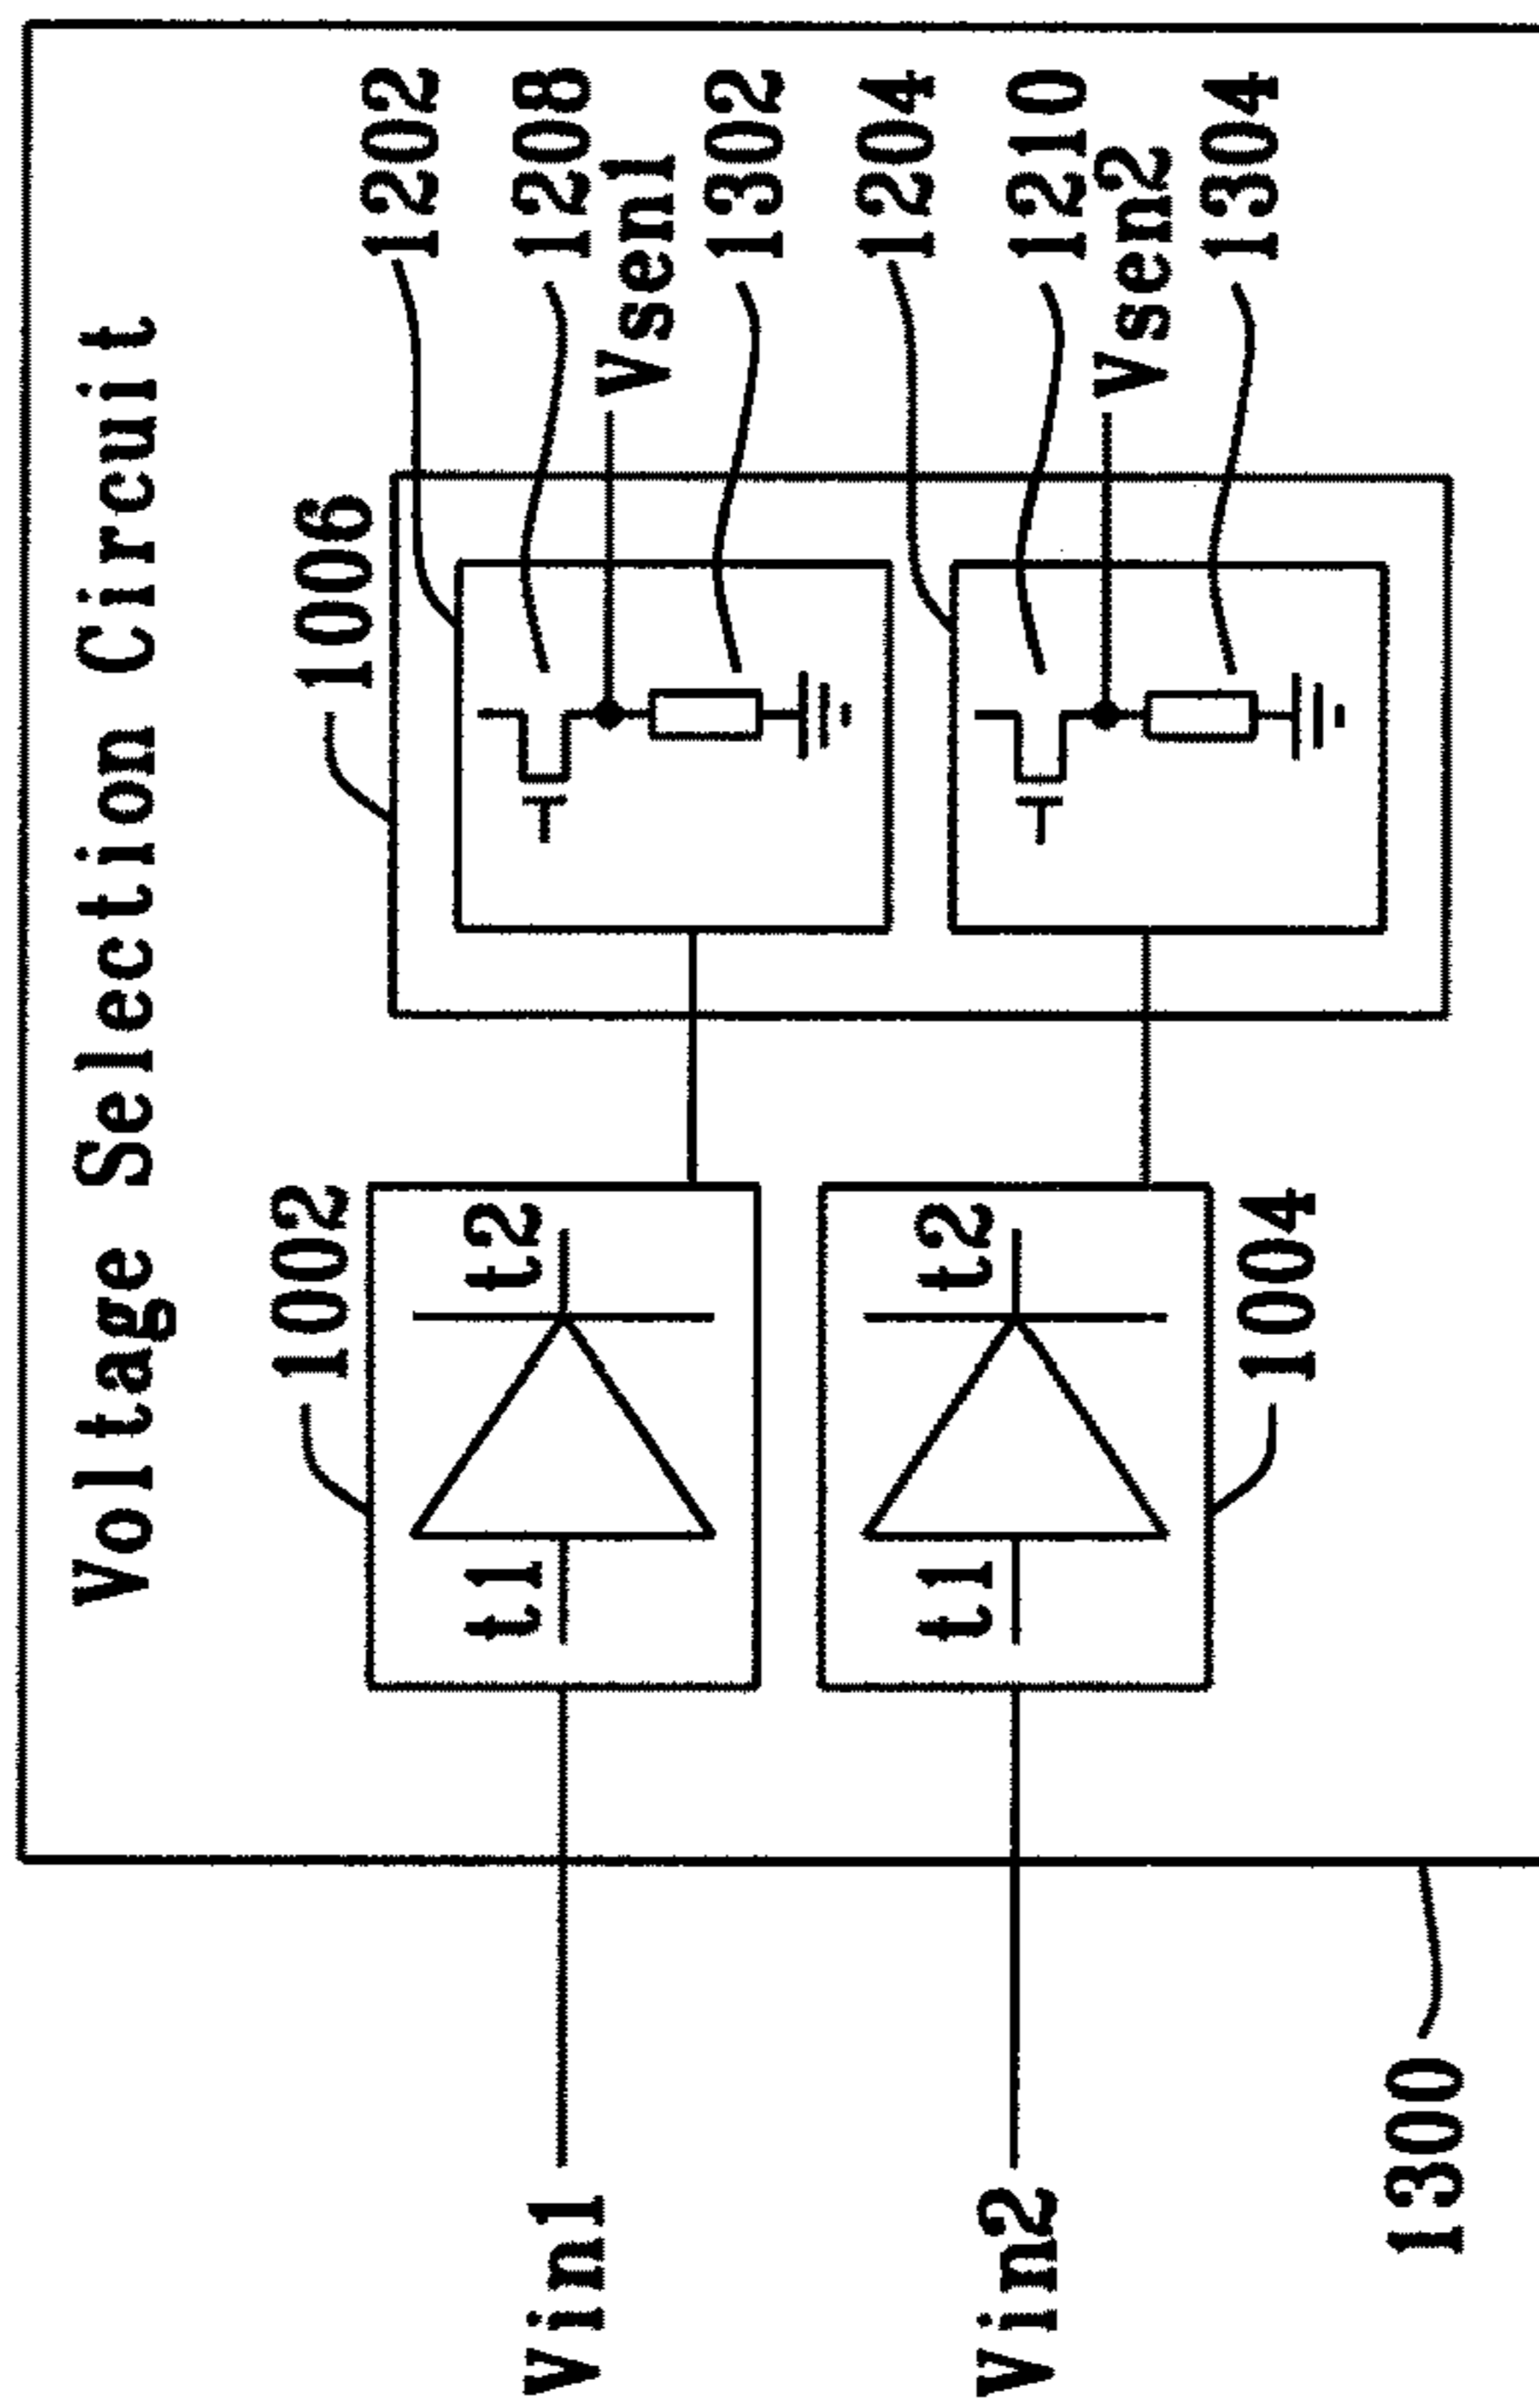 Voltage Selection Circuit
1002
1006
1202
t1
t2
1208
Vin1
Vsen1
1302
1204
t1
t2
1210
Vin2
Vsen2
1304
1004
1300